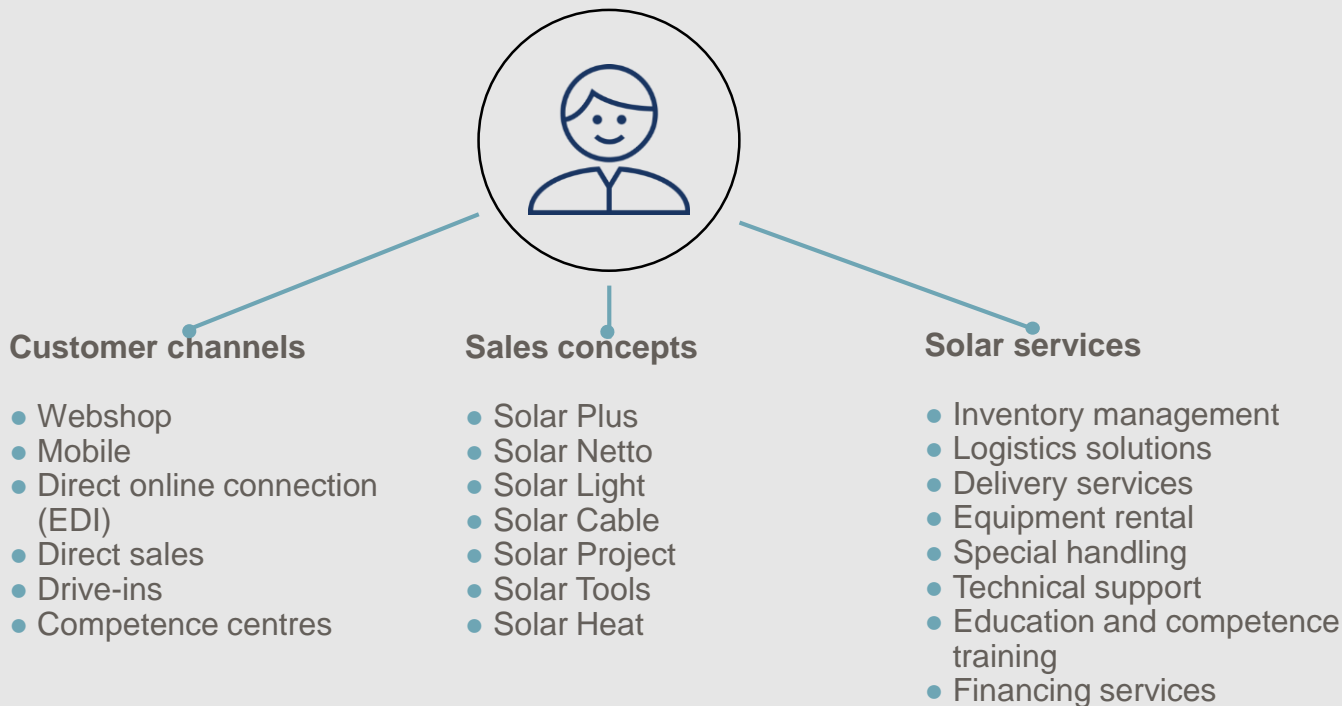 Customer channels
● Webshop
● Mobile
● Direct online connection
(EDI)
● Direct sales
● Drive-ins
● Competence centres
Sales concepts
● Solar Plus
● Solar Netto
● Solar Light
● Solar Cable
● Solar Project
● Solar Tools
● Solar Heat
Solar services
● Inventory management
● Logistics solutions
● Delivery services
● Equipment rental
● Special handling
● Technical support
● Education and competence
training
● Financing services